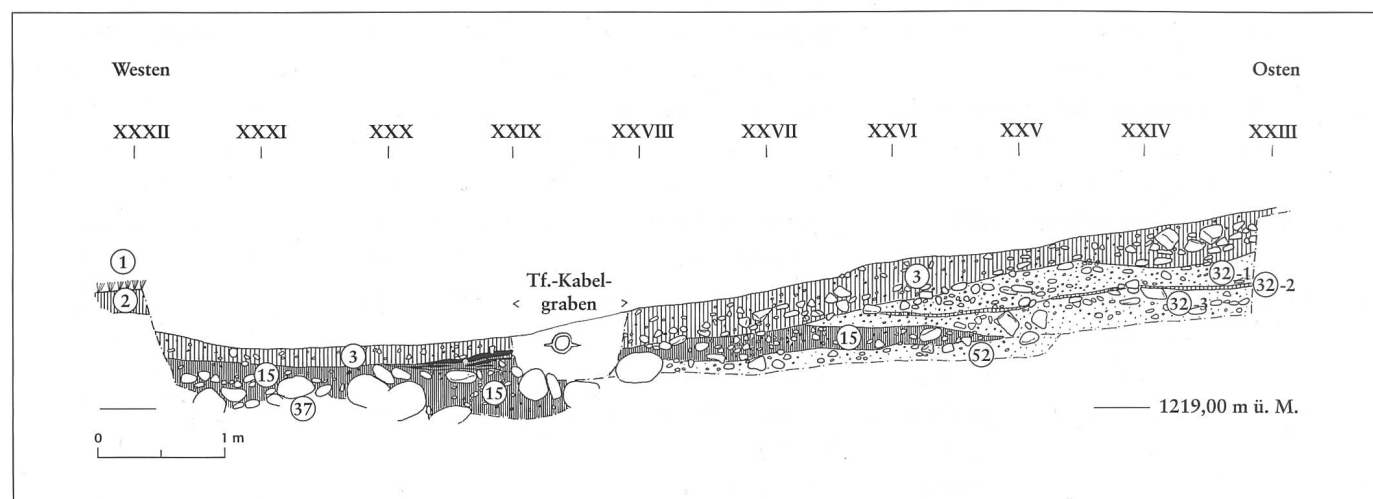 Westen Osten
XXXII XXXI XXX XXIX XXVIII XXVII XXVI XXV XXIV XXIII
1
2
Tf.-Kabel-
graben
3
32-1
32-2
32-3
3
15
15
52
15
37
1219,00 m ü. M.
0 1 m